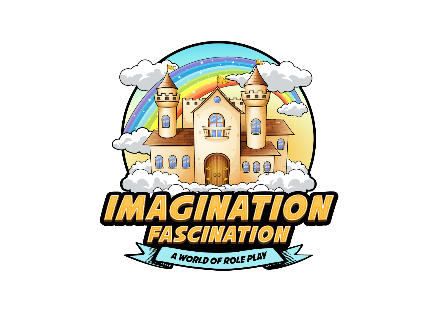 IMAGINATION
FASCINATION
A WORLD OF ROLE PLAY